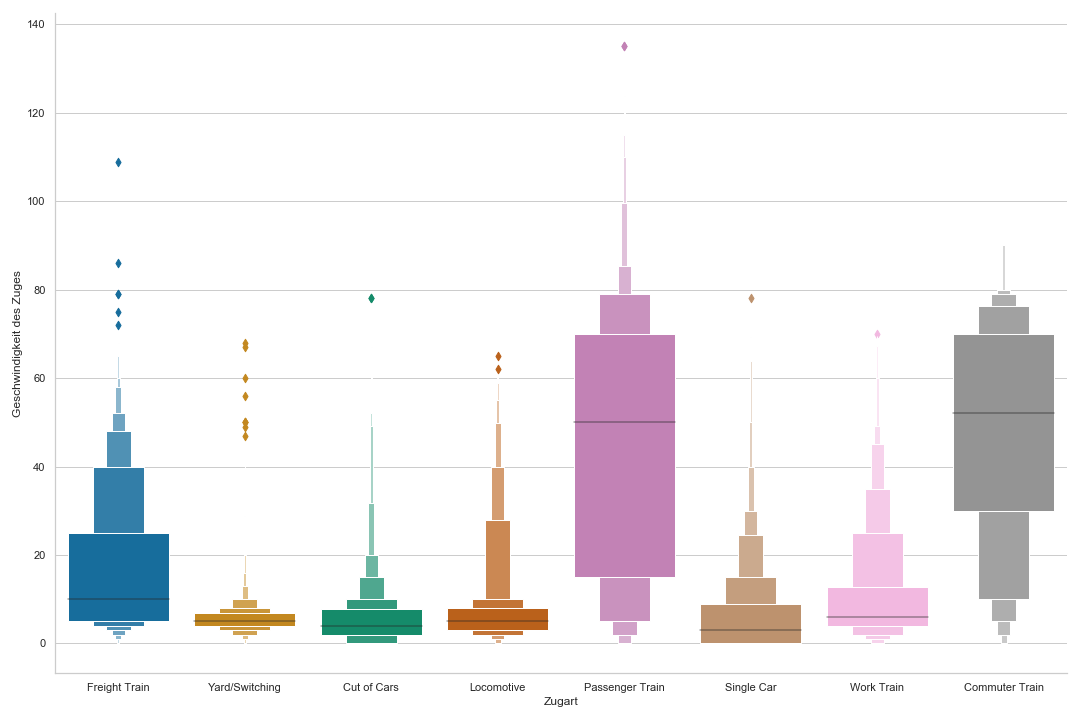 140
120
100
80
60
40
20
0
Geschwindigkeit des Zuges
Freight Train Yard/Switching Cut of Cars Locomotive Passenger Train Single Car Work Train Commuter Train
Zugart